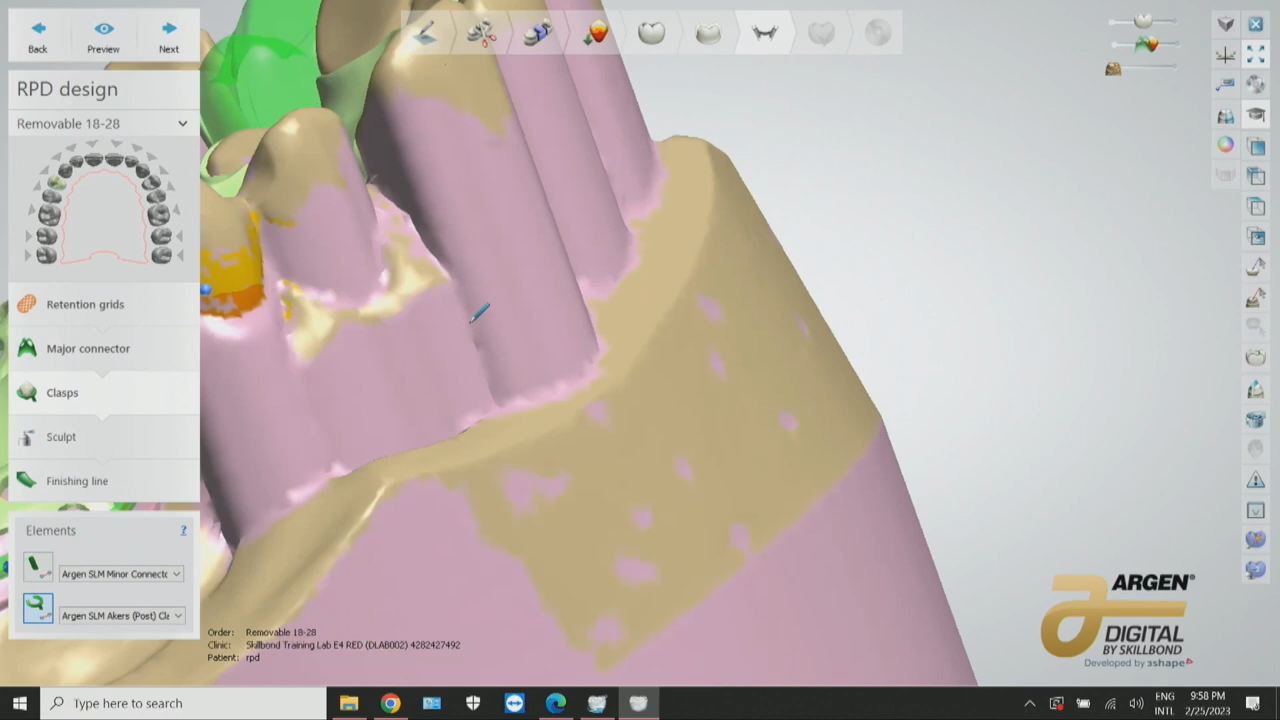 Back
Preview
Next
RPD design
Removable 18-28
Retention grids
Major connector
Clasps
Sculpt
Finishing line
Elements
?
Argen SLM Minor Connectc
Argen SLM Akers (Post) Cla
Order: Removable 18-28
Clinic: Skillbond Training Lab E4 RED (DLAB002) 4282427492
Patient: rpd
ARGEN®
DIGITAL
BY SKILLBOND
Developed by 3shape
Type here to search
ENG
INTL
9:58 PM
2/25/2023